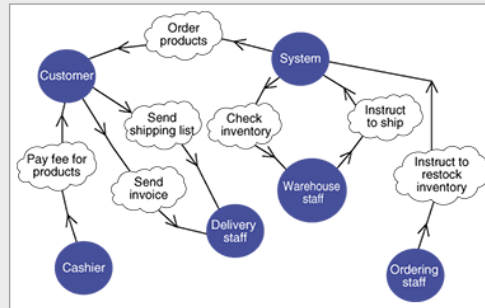 Order
products
System
Customer
Send
shipping list
Check
inventory
Instruct
to ship
Pay fee for
products
Send
invoice
Warehouse
staff
Instruct to
restock
inventory
Delivery
staff
Cashier
Ordering
staff